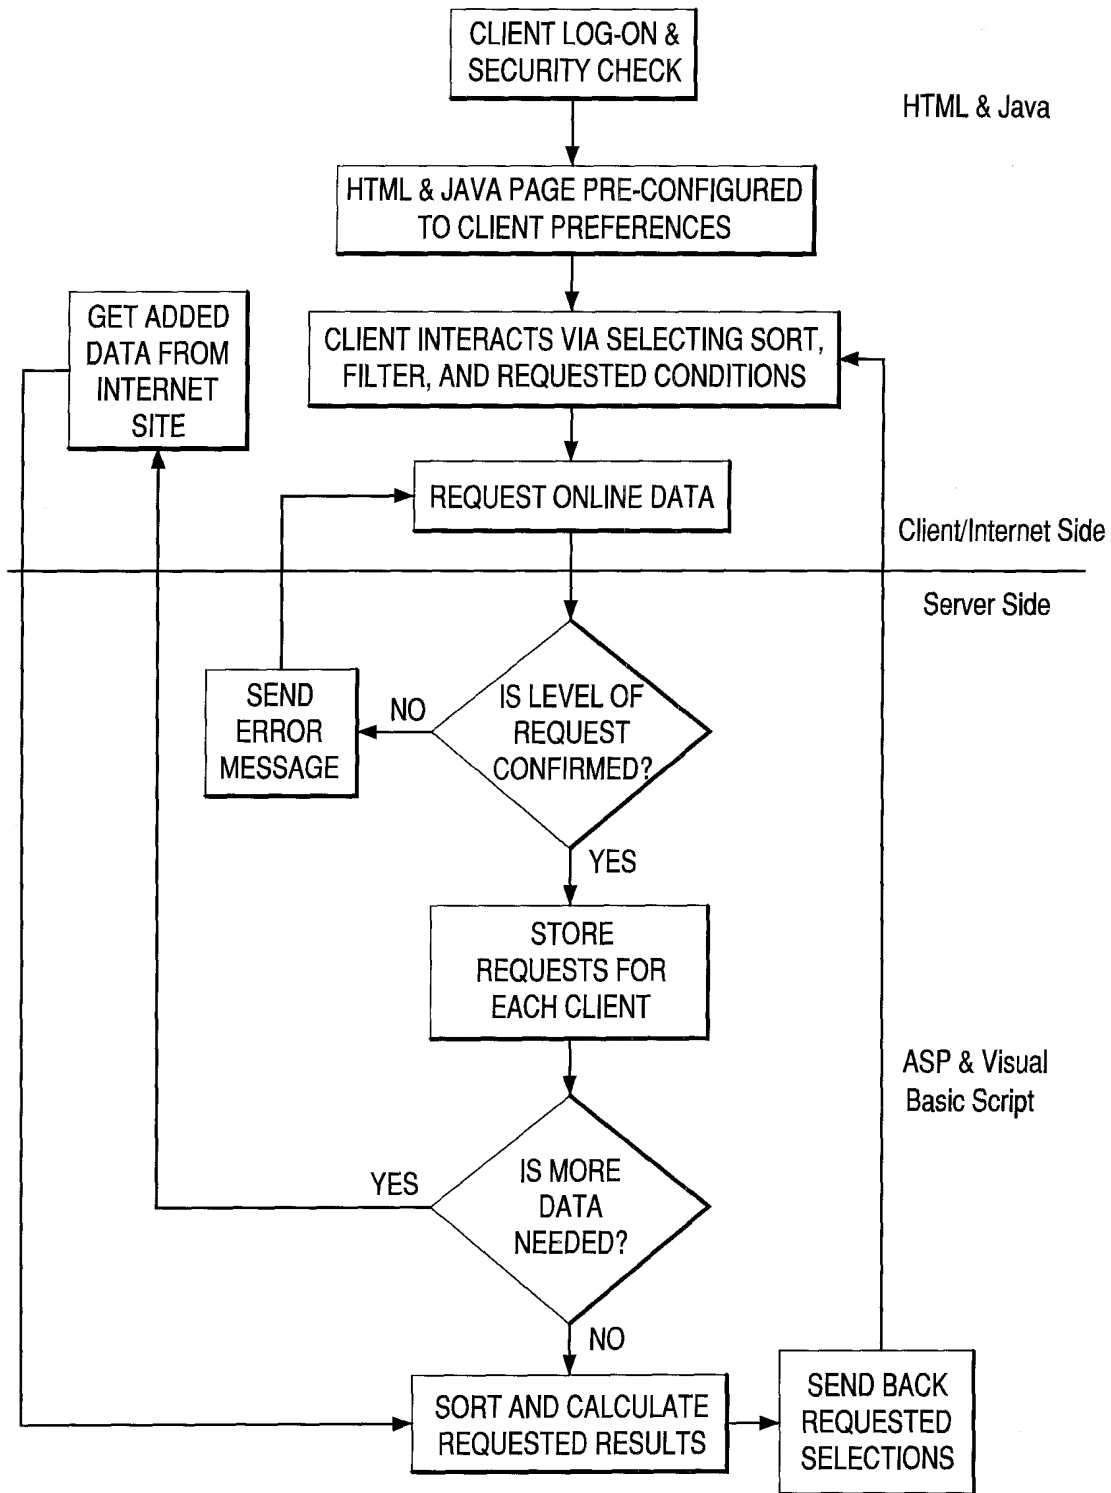 CLIENT LOG-ON &
SECURITY CHECK
HTML & Java
HTML & JAVA PAGE PRE-CONFIGURED
TO CLIENT PREFERENCES
GET ADDED
DATA FROM
INTERNET
SITE
CLIENT INTERACTS VIA SELECTING SORT,
FILTER, AND REQUESTED CONDITIONS
REQUEST ONLINE DATA
Client/Internet Side
Server Side
SEND
ERROR
MESSAGE
NO
IS LEVEL OF
REQUEST
CONFIRMED?
YES
STORE
REQUESTS FOR
EACH CLIENT
ASP & Visual
Basic Script
YES
IS MORE
DATA
NEEDED?
NO
SORT AND CALCULATE
REQUESTED RESULTS
SEND BACK
REQUESTED
SELECTIONS